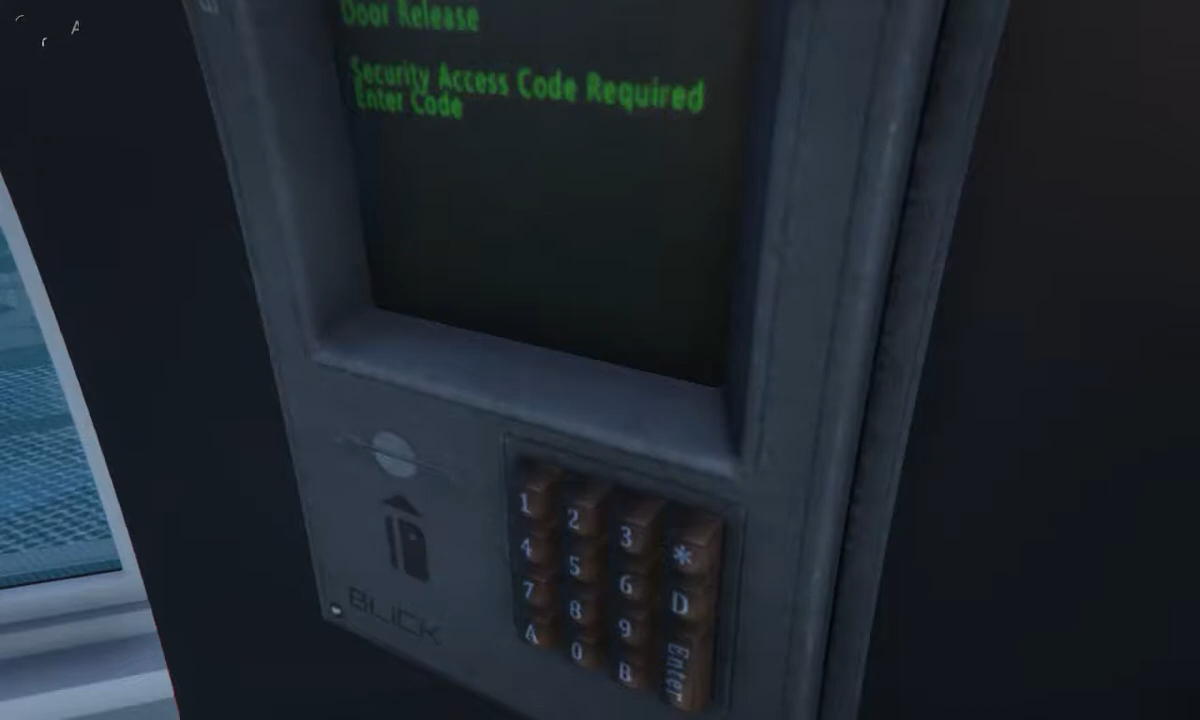 Door Release
Security Access Code Required
Enter Code
1 2 3 *
4 5 6 D
7 8 9 Enter
A 0 B
BLICK